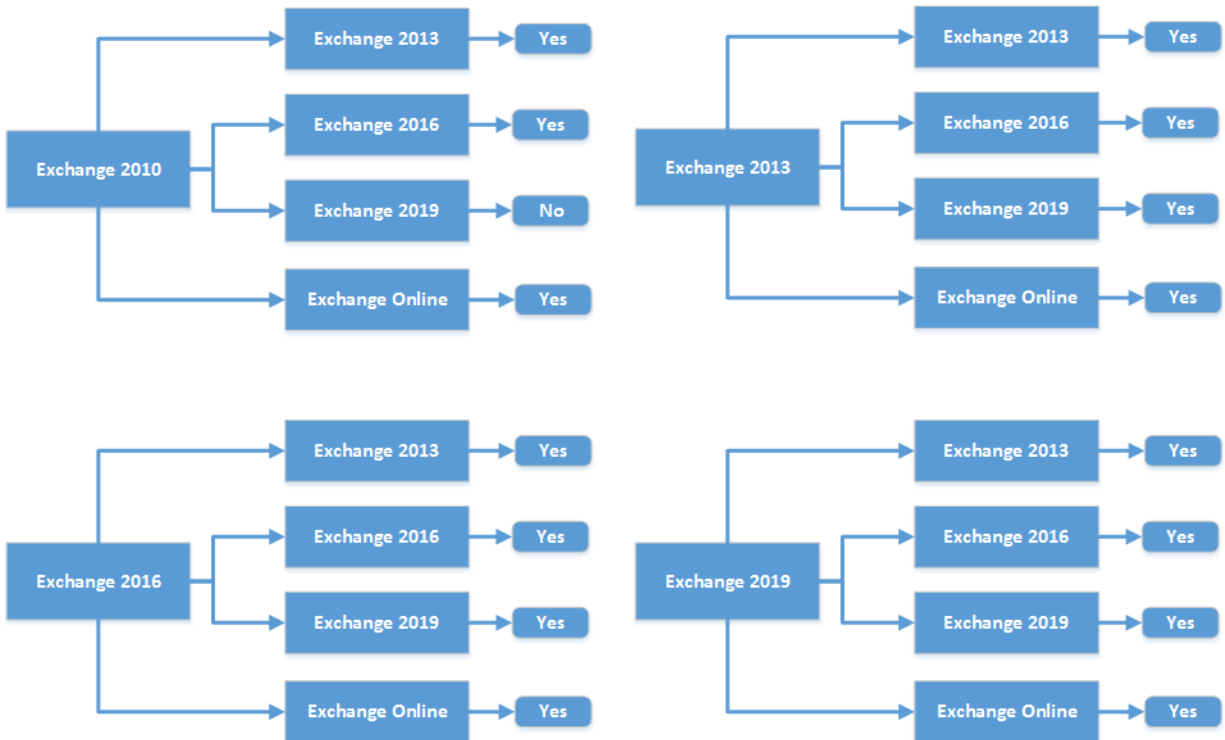 Exchange 2010
Exchange 2013
Yes
Exchange 2016
Yes
Exchange 2019
No
Exchange Online
Yes
Exchange 2013
Exchange 2013
Yes
Exchange 2016
Yes
Exchange 2019
Yes
Exchange Online
Yes
Exchange 2016
Exchange 2013
Yes
Exchange 2016
Yes
Exchange 2019
Yes
Exchange Online
Yes
Exchange 2019
Exchange 2013
Yes
Exchange 2016
Yes
Exchange 2019
Yes
Exchange Online
Yes